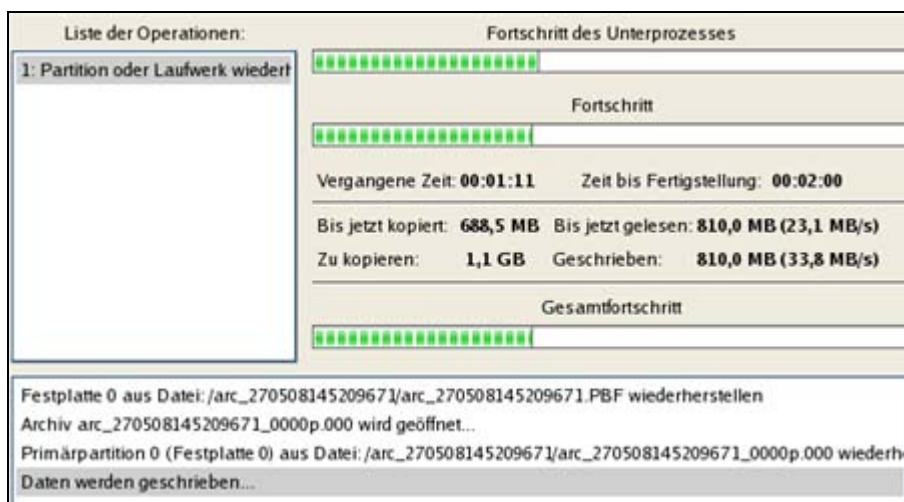 Liste der Operationen:
1: Partition oder Laufwerk wiederh
Fortschritt des Unterprozesses
Fortschritt
Vergangene Zeit: 00:01:11 Zeit bis Fertigstellung: 00:02:00
Bis jetzt kopiert: 688,5 MB Bis jetzt gelesen: 810,0 MB (23,1 MB/s)
Zu kopieren: 1,1 GB Geschrieben: 810,0 MB (33,8 MB/s)
Gesamtfortschritt
Festplatte 0 aus Datei: /arc_270508145209671/arc_270508145209671.PBF wiederherstellen
Archiv arc_270508145209671_0000p.000 wird geöffnet...
Primärpartition 0 (Festplatte 0) aus Datei: /arc_270508145209671/arc_270508145209671_0000p.000 wiederhe
Daten werden geschrieben...